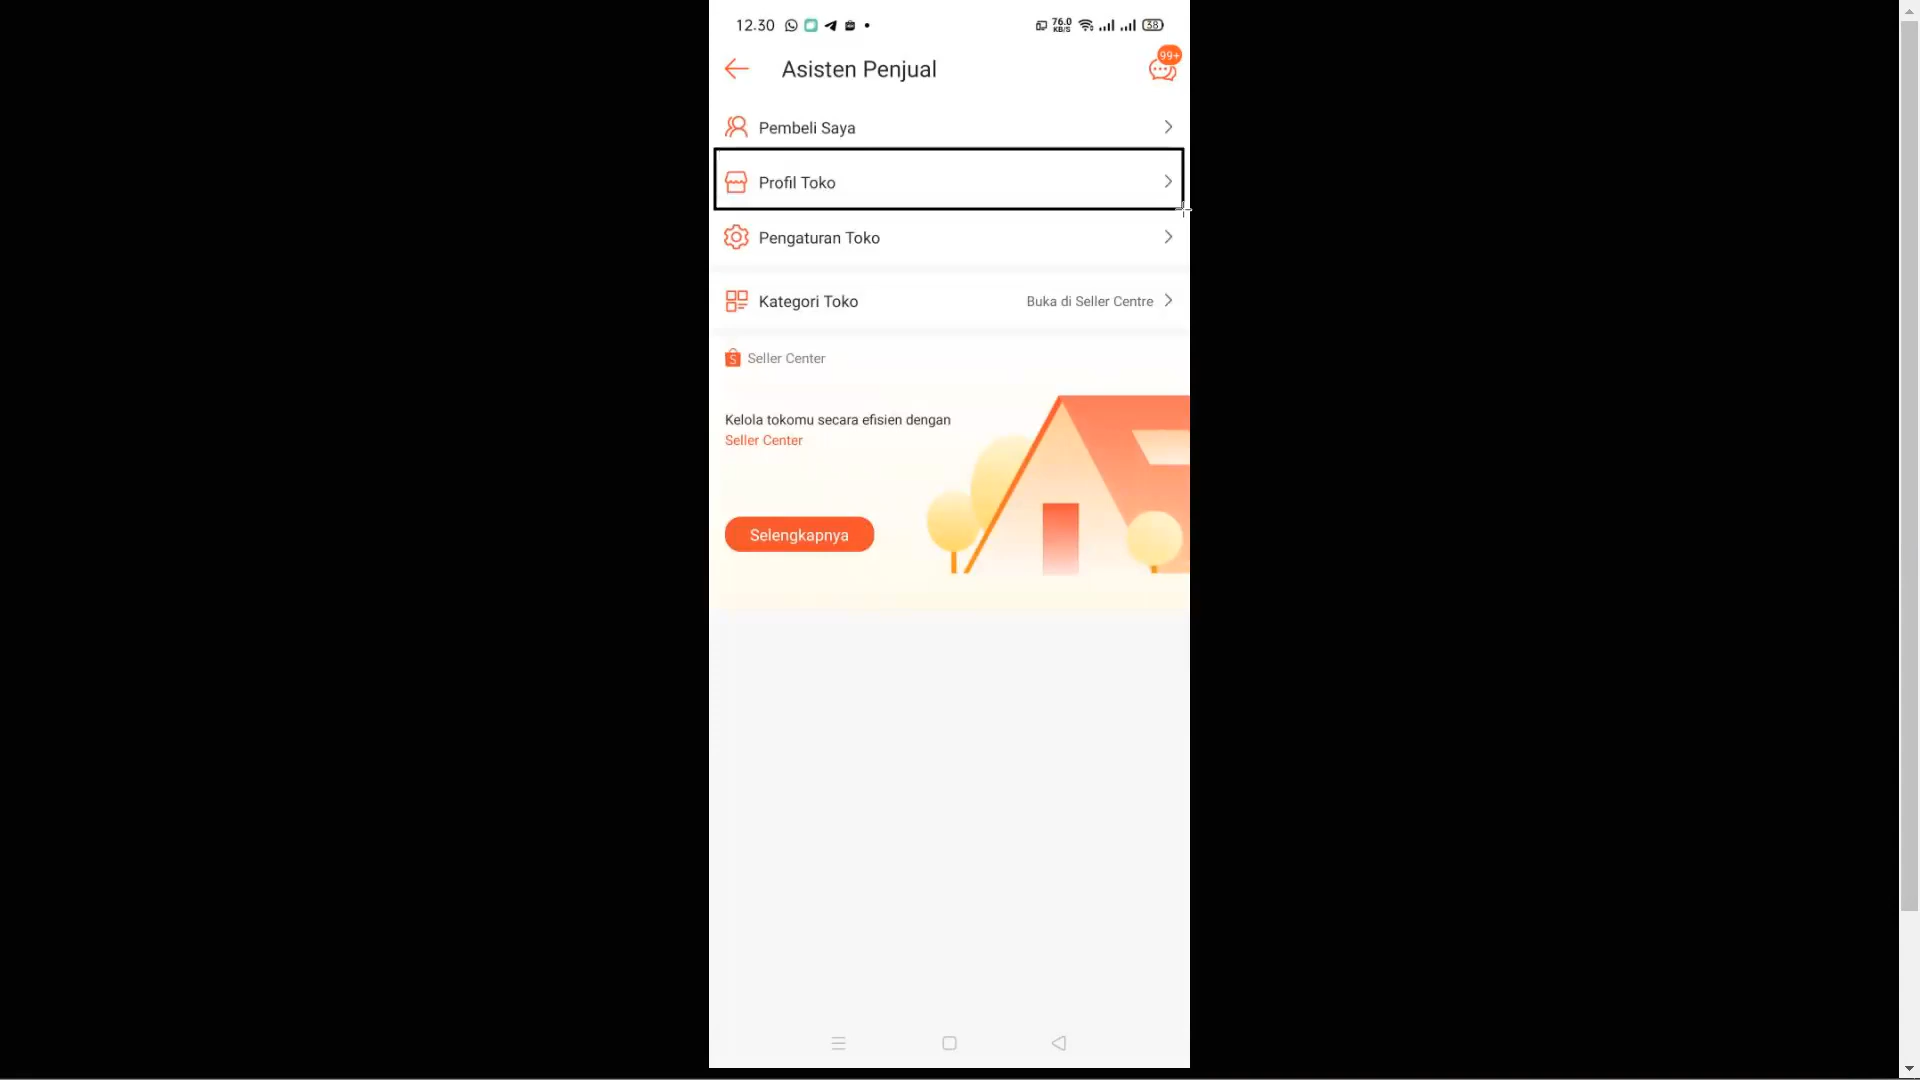 12.30 76.0 KB/S 38
Asisten Penjual 99+
Pembeli Saya
Profil Toko
Pengaturan Toko
Kategori Toko Buka di Seller Centre
S Seller Center
Kelola tokomu secara efisien dengan
Seller Center
Selengkapnya